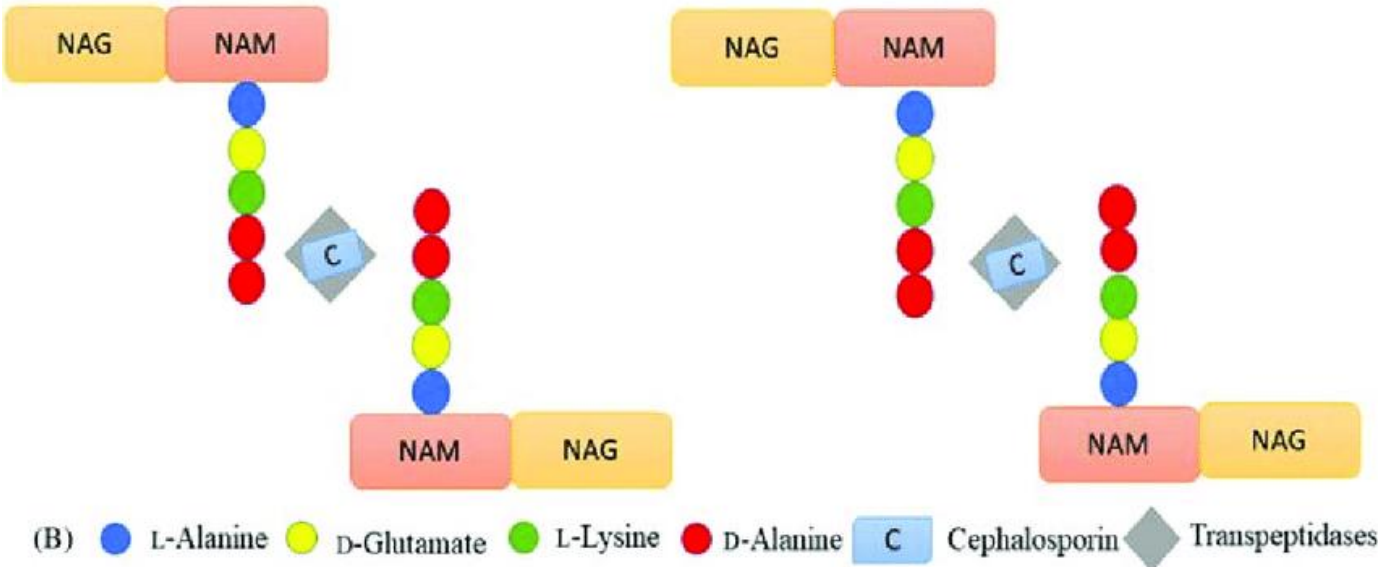 NAG NAM NAG NAM
C C
NAM NAG NAM NAG
(B) L-Alanine D-Glutamate L-Lysine D-Alanine C Cephalosporin Transpeptidases